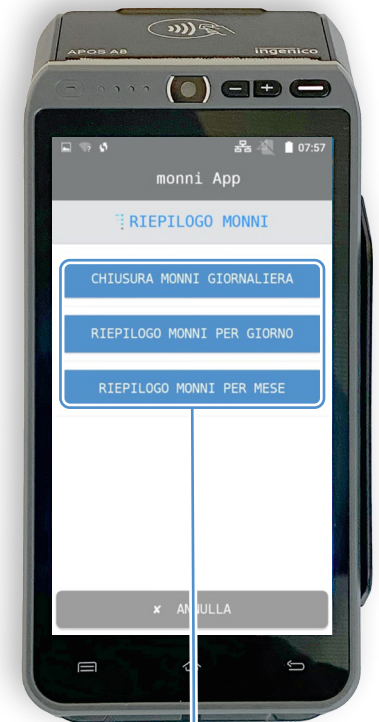 APOS A8
ingenico
07:57
monni App
RIEPILOGO MONNI
CHIUSURA MONNI GIORNALIERA
RIEPILOGO MONNI PER GIORNO
RIEPILOGO MONNI PER MESE
x ANNULLA